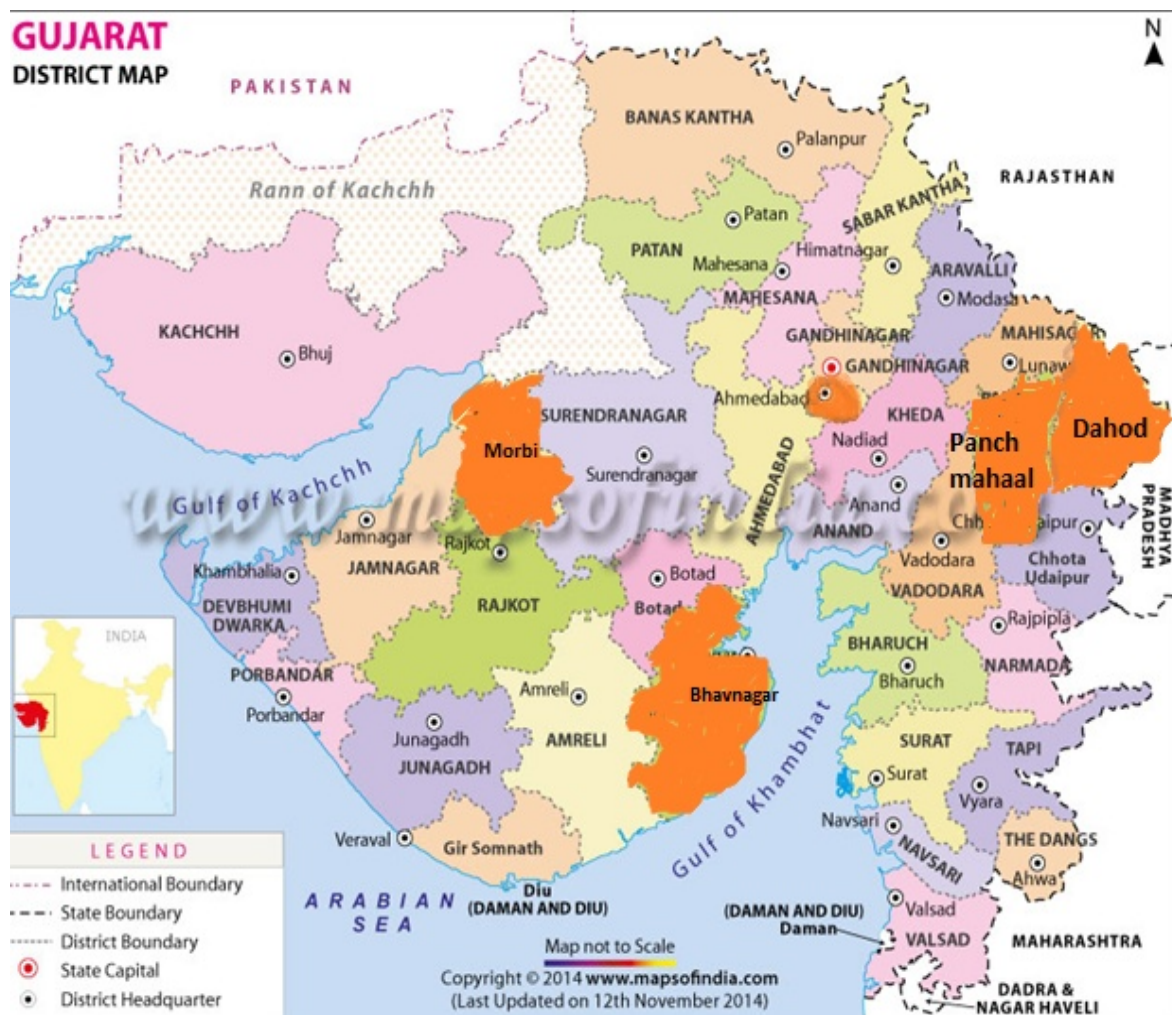 GUJARAT
DISTRICT MAP
N
PAKISTAN
Rann of Kachchh
BANAS KANTHA
Palanpur
RAJASTHAN
SABAR KANTHA
Patan
PATAN
Himatnagar
Mahesana
MAHESANA
ARAVALLI
Modasa
KACHCHH
Bhuj
GANDHINAGAR
MAHISAGAR
GANDHINAGAR
Lunaw
Ahmedabad
KHEDA
Morbi
SURENDRANAGAR
Surendranagar
AHMEDABAD
Nadiad
Panch
mahaal
Dahod
Gulf of Kachchh
www.mapsofindia.com
Anand
ANAND
Jamnagar
JAMNAGAR
Rajkot
RAJKOT
Khambhalia
DEVBHUMI
DWARKA
Botad
Botad
Vadodara
VADODARA
Chh
aipur
Chhota
Udaipur
MADHYA
PRADESH
INDIA
PORBANDAR
Porbandar
Amreli
AMRELI
Bhavnagar
BHARUCH
Bharuch
Rajpipla
NARMADA
Junagadh
JUNAGADH
Gulf of Khambhat
SURAT
Surat
TAPI
Vyara
Veraval
Gir Somnath
Navsari
NAVSARI
THE DANGS
Ahwa
Diu
(DAMAN AND DIU)
ARABIAN
SEA
(DAMAN AND DIU)
Daman
Valsad
VALSAD
MAHARASHTRA
DADRA &
NAGAR HAVELI
LEGEND
International Boundary
State Boundary
District Boundary
State Capital
District Headquarter
Map not to Scale
Copyright © 2014 www.mapsofindia.com
(Last Updated on 12th November 2014)